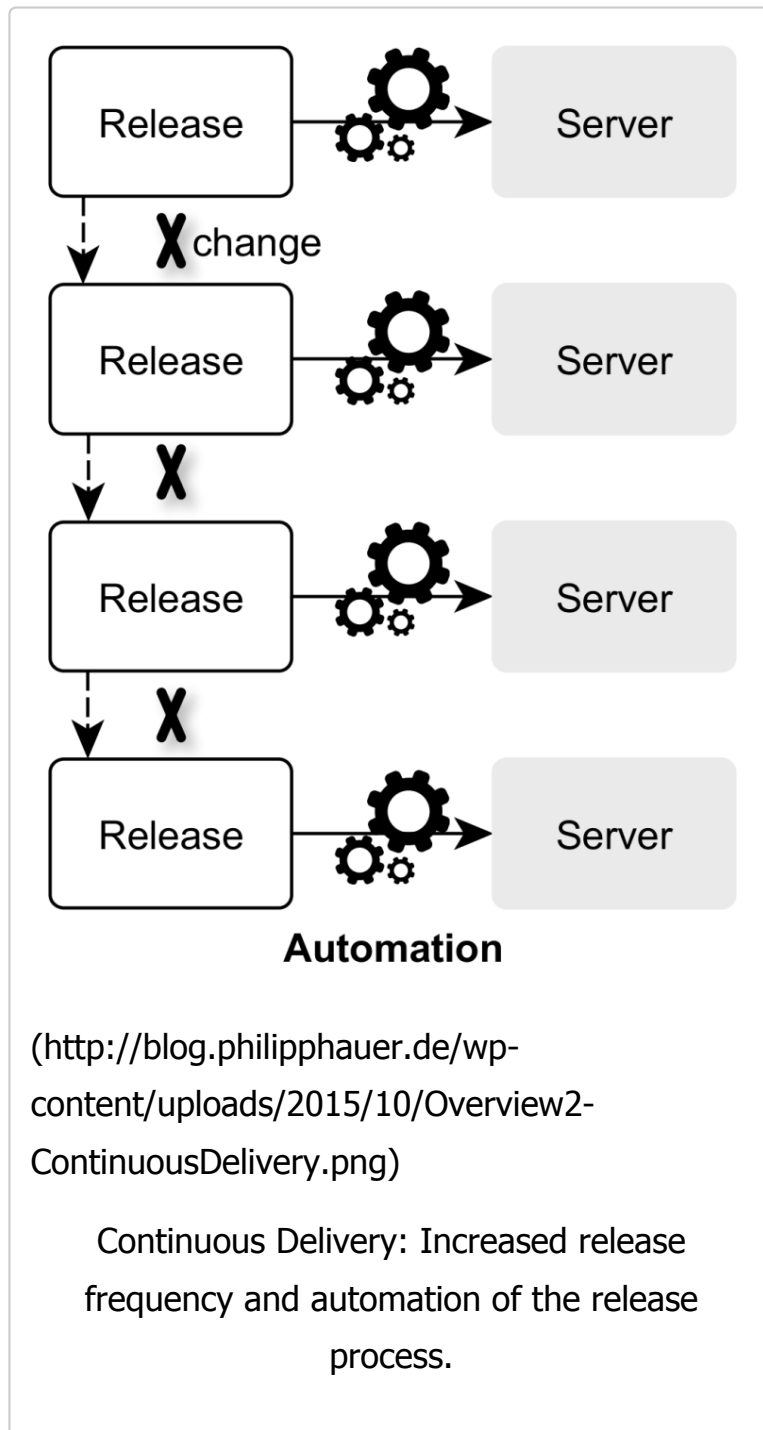 Release Server
X change
Release Server
X
Release Server
X
Release Server
Automation
(http://blog.philipphauer.de/wp-
content/uploads/2015/10/Overview2-
ContinuousDelivery.png)
Continuous Delivery: Increased release
frequency and automation of the release
process.